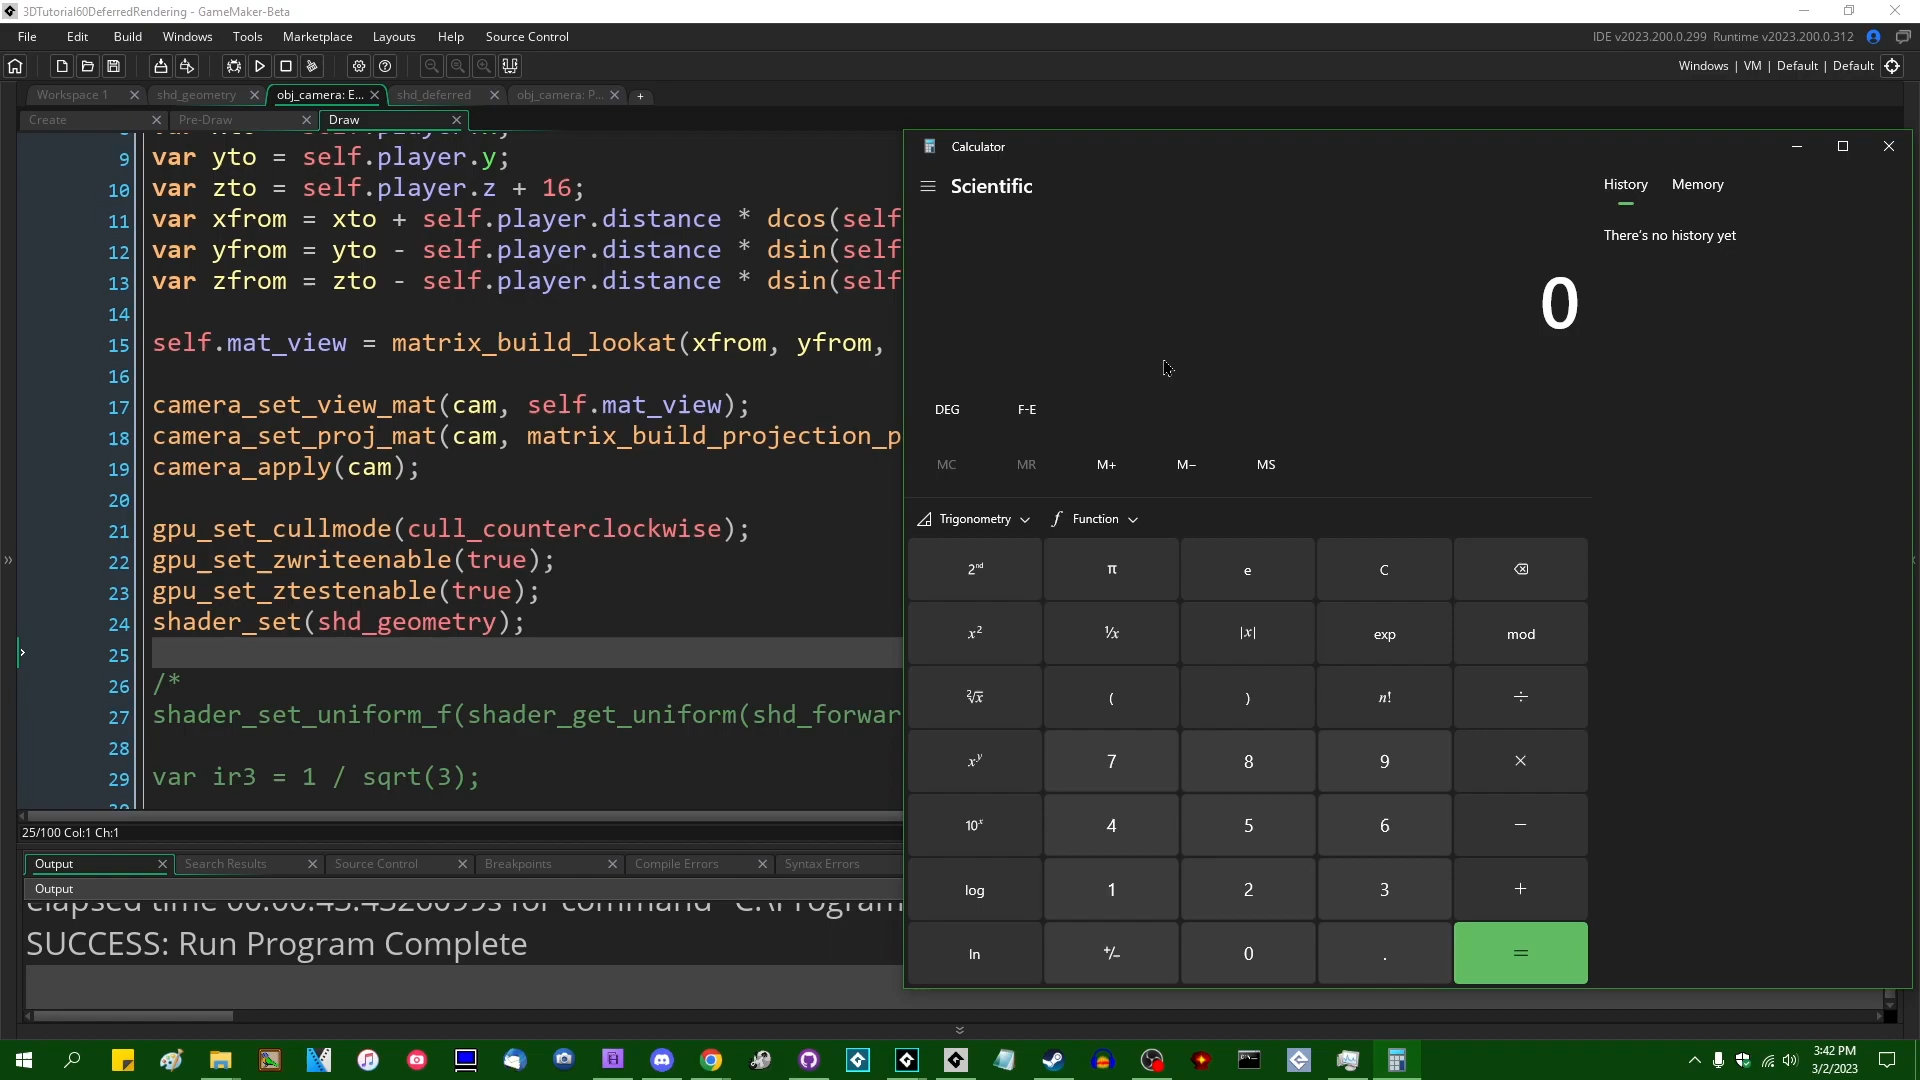 3DTutorial60DeferredRendering - GameMaker-Beta
File Edit Build Windows Tools Marketplace Layouts Help Source Control
IDE v2023.200.0.299 Runtime v2023.200.0.312
Windows | VM | Default | Default
Workspace 1 shd_geometry obj_camera: E... shd_deferred obj_camera: P...
Create Pre-Draw Draw
9 var yto = self.player.y;
10 var zto = self.player.z + 16;
11 var xfrom = xto + self.player.distance * dcos(self
12 var yfrom = yto - self.player.distance * dsin(self
13 var zfrom = zto - self.player.distance * dsin(self
14
15 self.mat_view = matrix_build_lookat(xfrom, yfrom,
16
17 camera_set_view_mat(cam, self.mat_view);
18 camera_set_proj_mat(cam, matrix_build_projection_p
19 camera_apply(cam);
20
21 gpu_set_cullmode(cull_counterclockwise);
22 gpu_set_zwriteenable(true);
23 gpu_set_ztestenable(true);
24 shader_set(shd_geometry);
25
26 /*
27 shader_set_uniform_f(shader_get_uniform(shd_forwar
28
29 var ir3 = 1 / sqrt(3);
25/100 Col:1 Ch:1
Output Search Results Source Control Breakpoints Compile Errors Syntax Errors
Output
SUCCESS: Run Program Complete
Calculator
Scientific
History Memory
There's no history yet
0
DEG F-E
MC MR M+ M− MS
Trigonometry Function
2ⁿᵈ π e C
x² ¹/x |x| exp mod
²√x ( ) n! ÷
xʸ 7 8 9 ×
10ˣ 4 5 6 −
log 1 2 3 +
ln +/− 0 . =
3:42 PM
3/2/2023